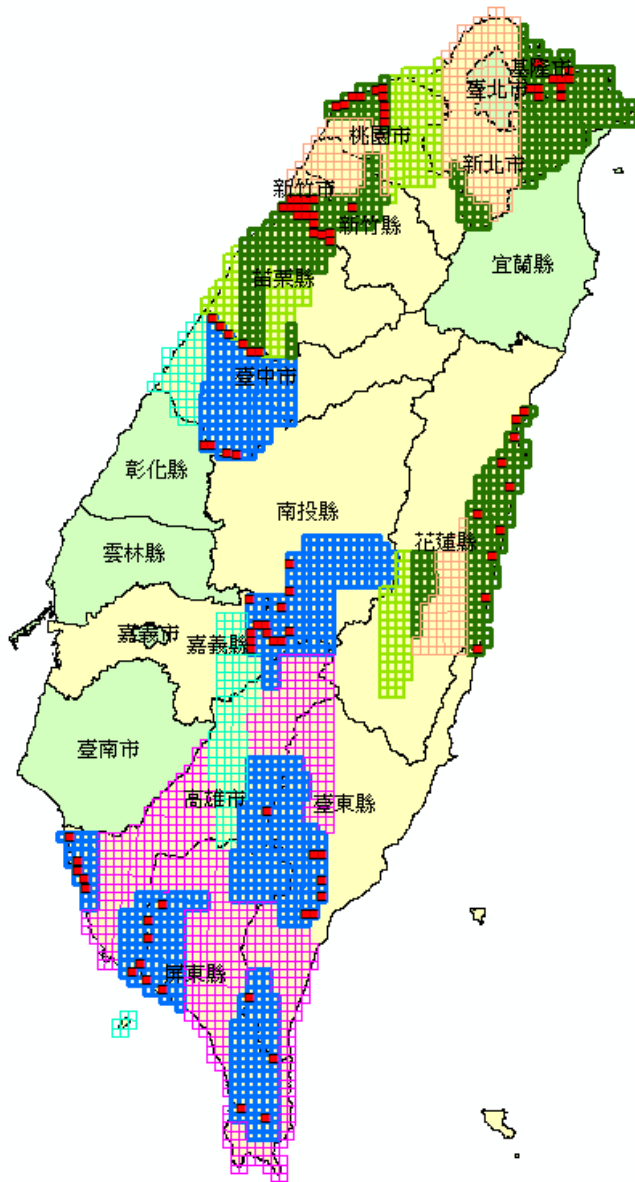 基隆市
臺北市
桃園市
新北市
新竹市
新竹縣
宜蘭縣
苗栗縣
臺中市
彰化縣
南投縣
花蓮縣
雲林縣
嘉義市
嘉義縣
臺南市
高雄市
臺東縣
屏東縣